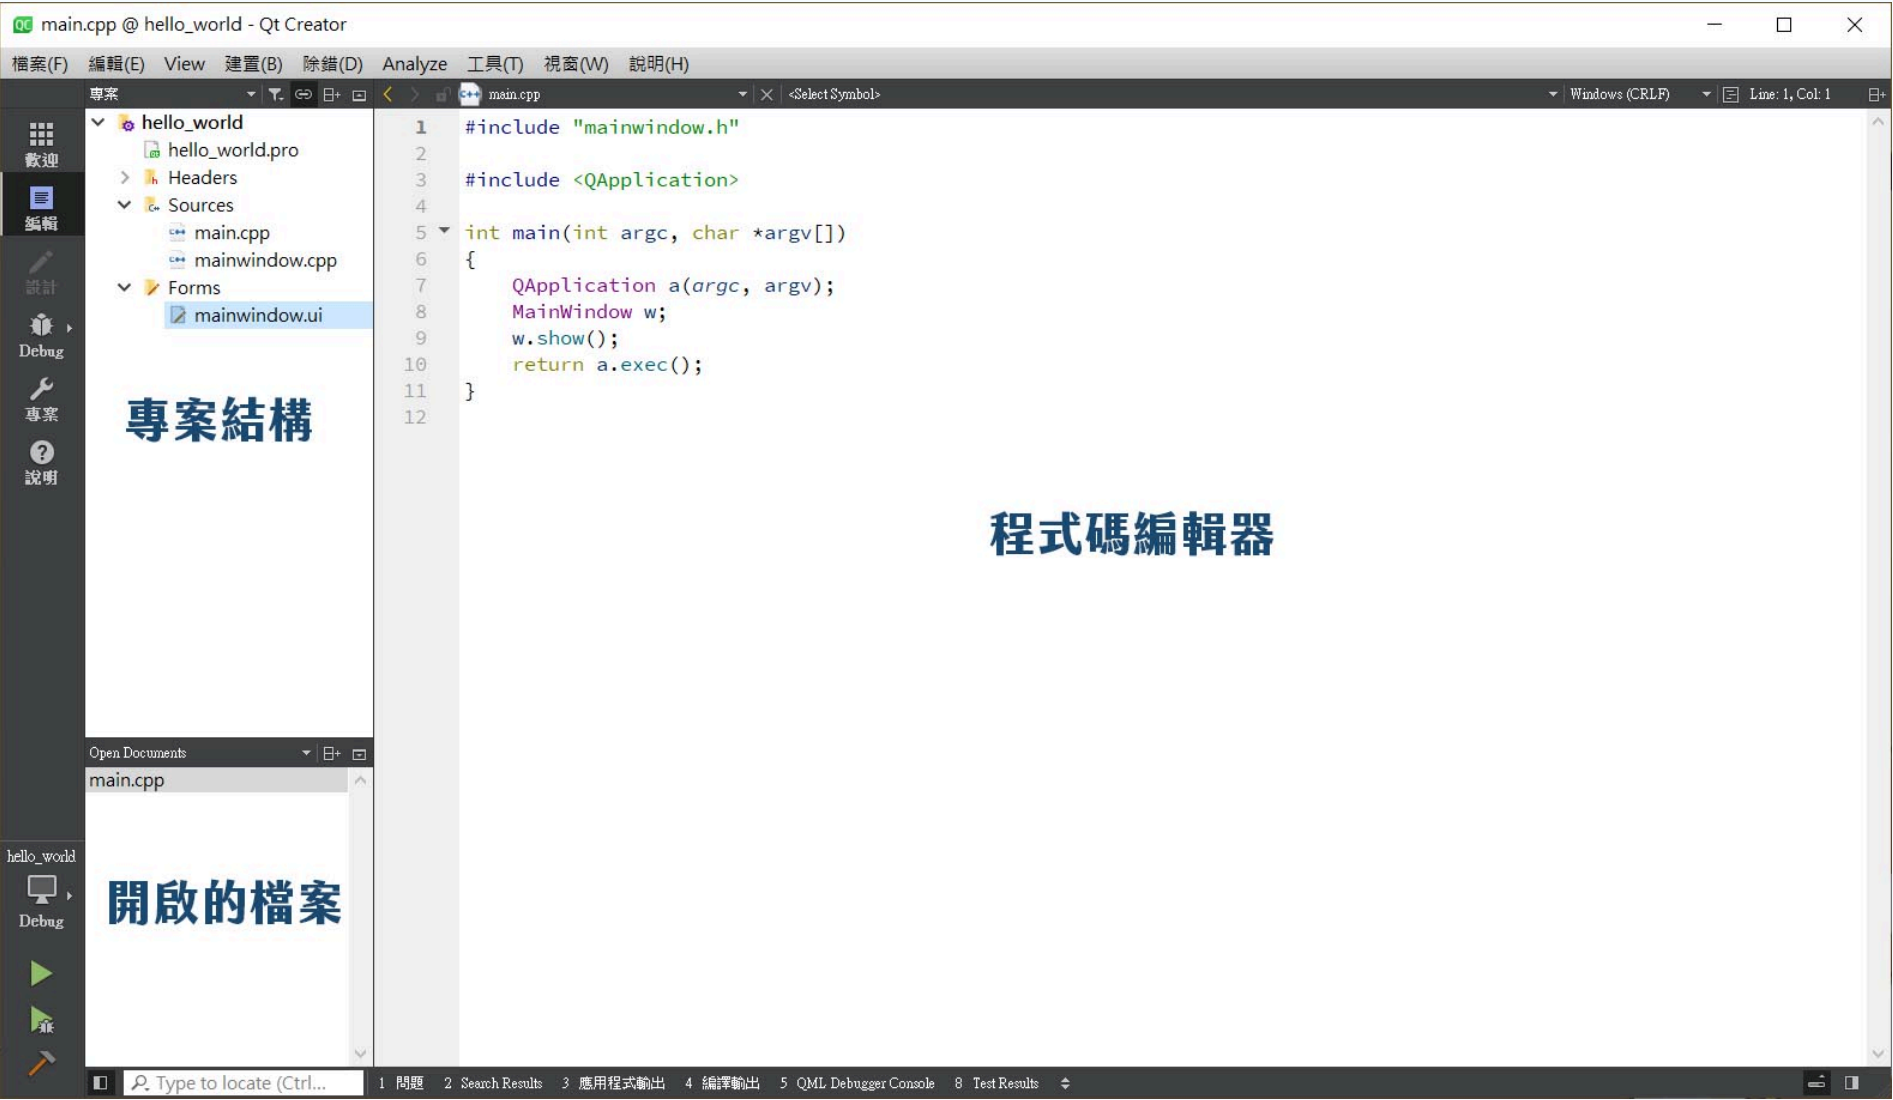 main.cpp @ hello_world - Qt Creator
檔案(F) 編輯(E) View 建置(B) 除錯(D) Analyze 工具(T) 視窗(W) 說明(H)
專案 main.cpp <Select Symbol> Windows (CRLF) Line: 1, Col: 1
歡迎
編輯
設計
Debug
專案
說明
hello_world
hello_world.pro
Headers
Sources
main.cpp
mainwindow.cpp
Forms
mainwindow.ui
專案結構
1 #include "mainwindow.h"
2
3 #include <QApplication>
4
5 int main(int argc, char *argv[])
6 {
7 QApplication a(argc, argv);
8 MainWindow w;
9 w.show();
10 return a.exec();
11 }
12
程式碼編輯器
Open Documents
main.cpp
開啟的檔案
hello_world
Debug
Type to locate (Ctrl... 1 問題 2 Search Results 3 應用程式輸出 4 編譯輸出 5 QML Debugger Console 8 Test Results